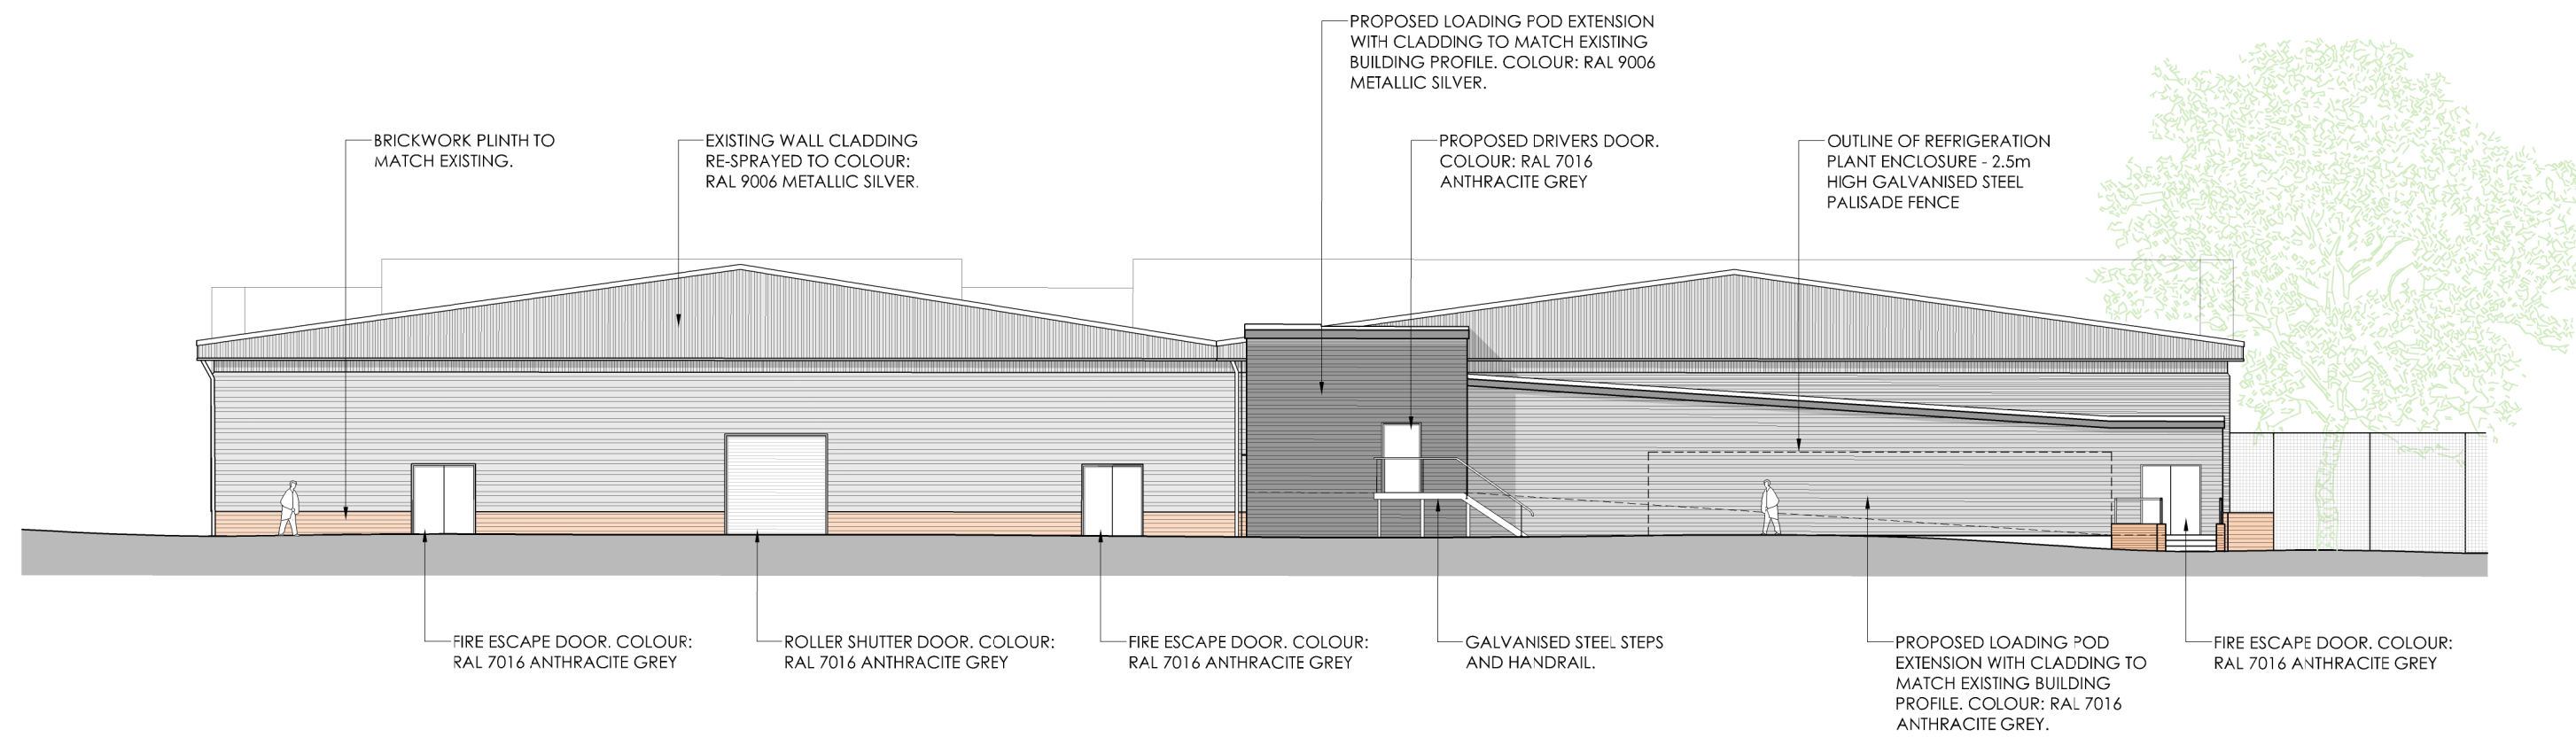 PROPOSED LOADING POD EXTENSION
WITH CLADDING TO MATCH EXISTING
BUILDING PROFILE. COLOUR: RAL 9006
METALLIC SILVER.
BRICKWORK PLINTH TO
MATCH EXISTING.
EXISTING WALL CLADDING
RE-SPRAYED TO COLOUR:
RAL 9006 METALLIC SILVER.
PROPOSED DRIVERS DOOR.
COLOUR: RAL 7016
ANTHRACITE GREY
OUTLINE OF REFRIGERATION
PLANT ENCLOSURE - 2.5m
HIGH GALVANISED STEEL
PALISADE FENCE
FIRE ESCAPE DOOR. COLOUR:
RAL 7016 ANTHRACITE GREY
ROLLER SHUTTER DOOR. COLOUR:
RAL 7016 ANTHRACITE GREY
FIRE ESCAPE DOOR. COLOUR:
RAL 7016 ANTHRACITE GREY
GALVANISED STEEL STEPS
AND HANDRAIL.
PROPOSED LOADING POD
EXTENSION WITH CLADDING TO
MATCH EXISTING BUILDING
PROFILE. COLOUR: RAL 7016
ANTHRACITE GREY.
FIRE ESCAPE DOOR. COLOUR:
RAL 7016 ANTHRACITE GREY